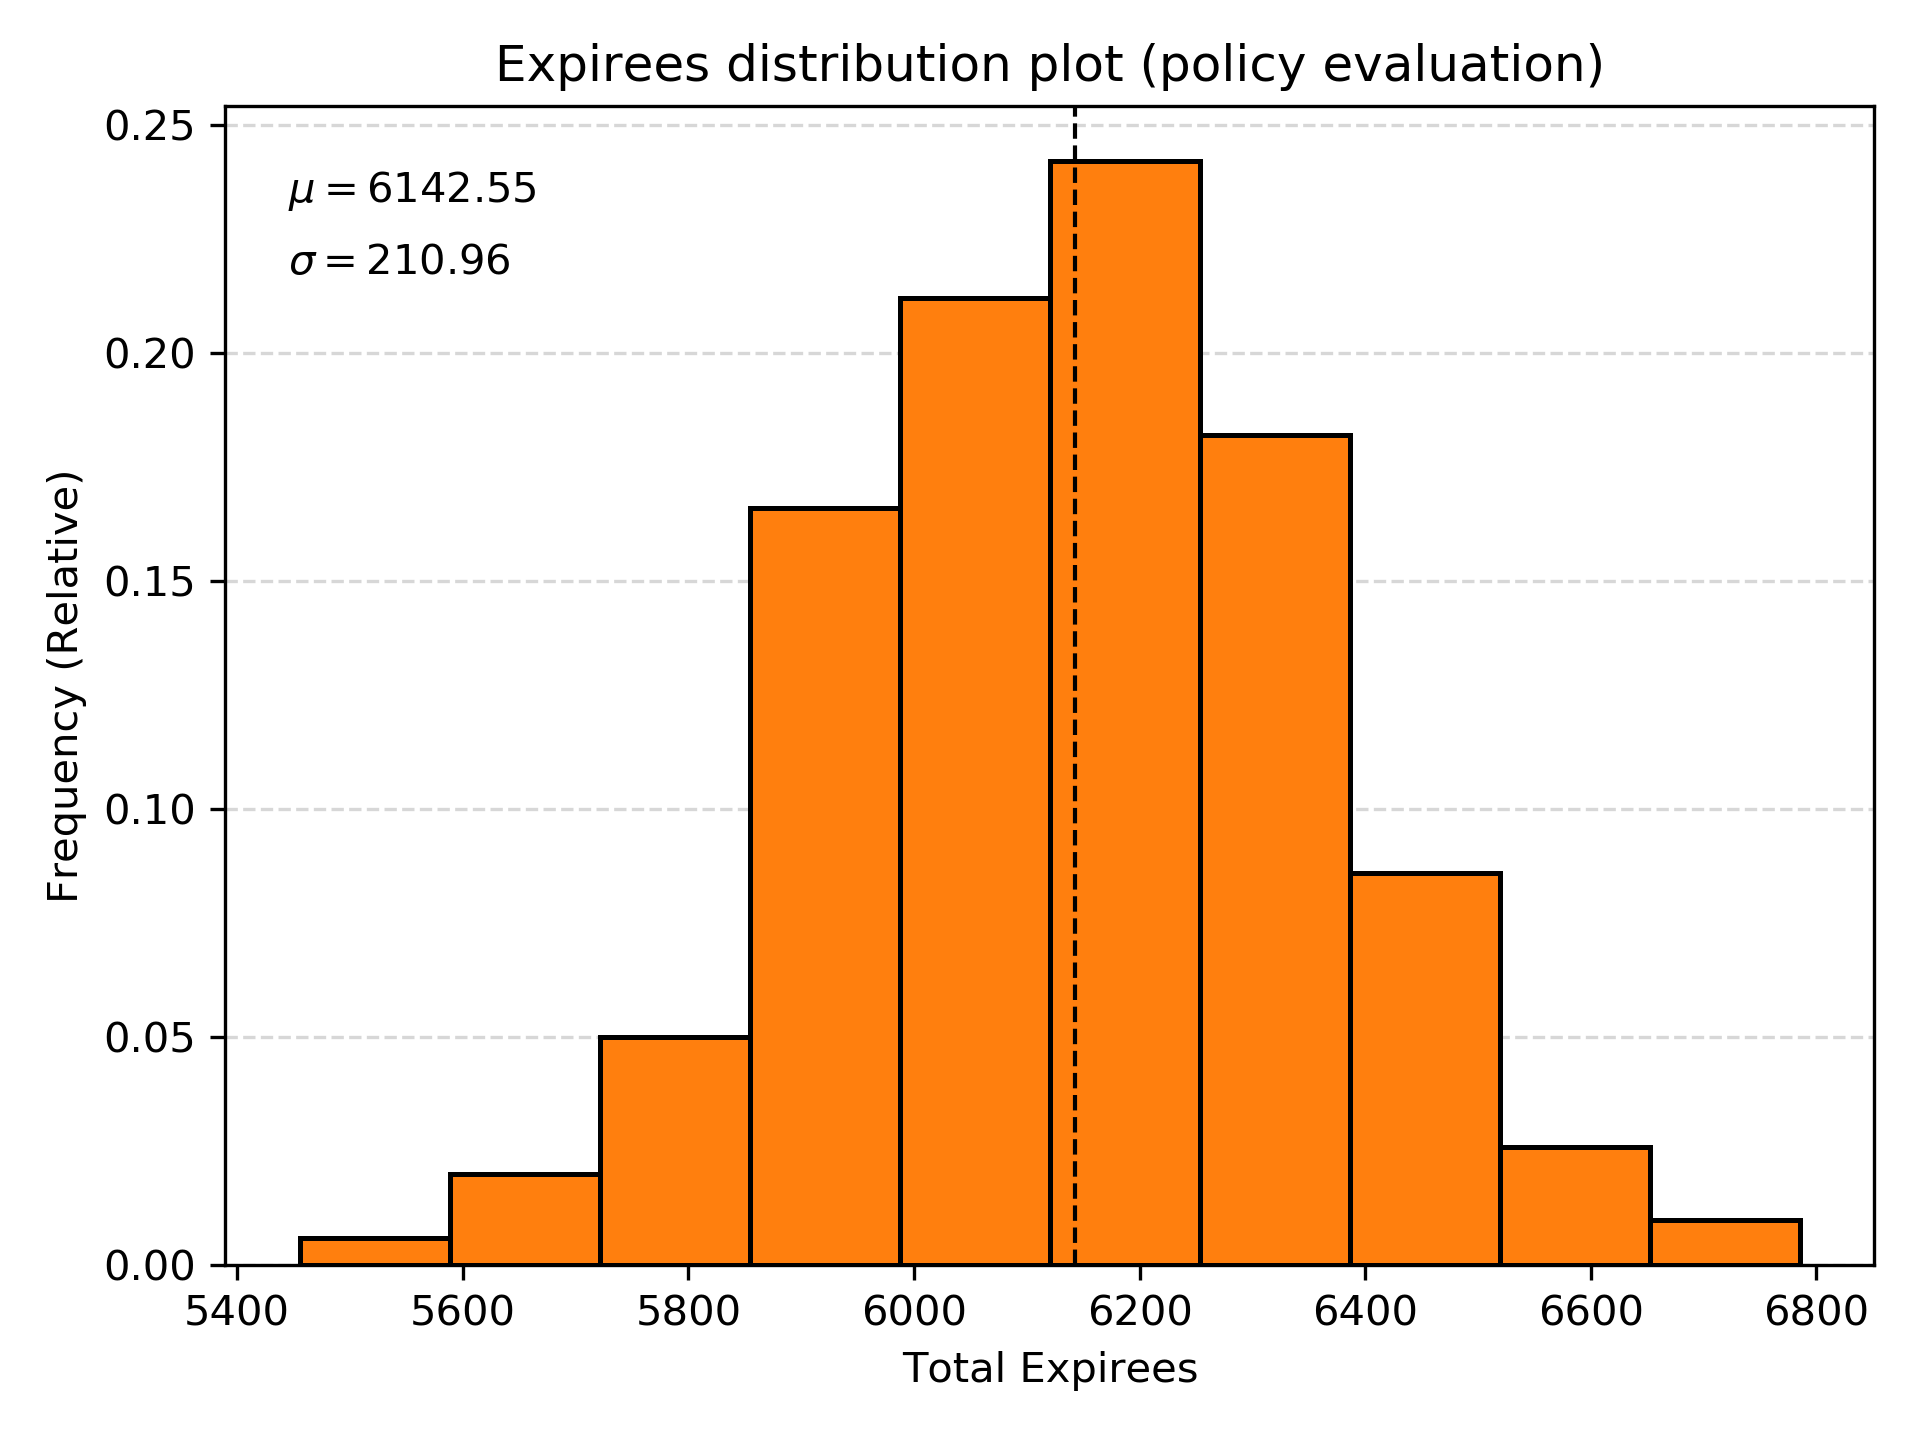 Expirees distribution plot (policy evaluation)
0.25
μ = 6142.55
σ = 210.96
0.20
0.15
0.10
0.05
0.00
Frequency (Relative)
5400 5600 5800 6000 6200 6400 6600 6800
Total Expirees